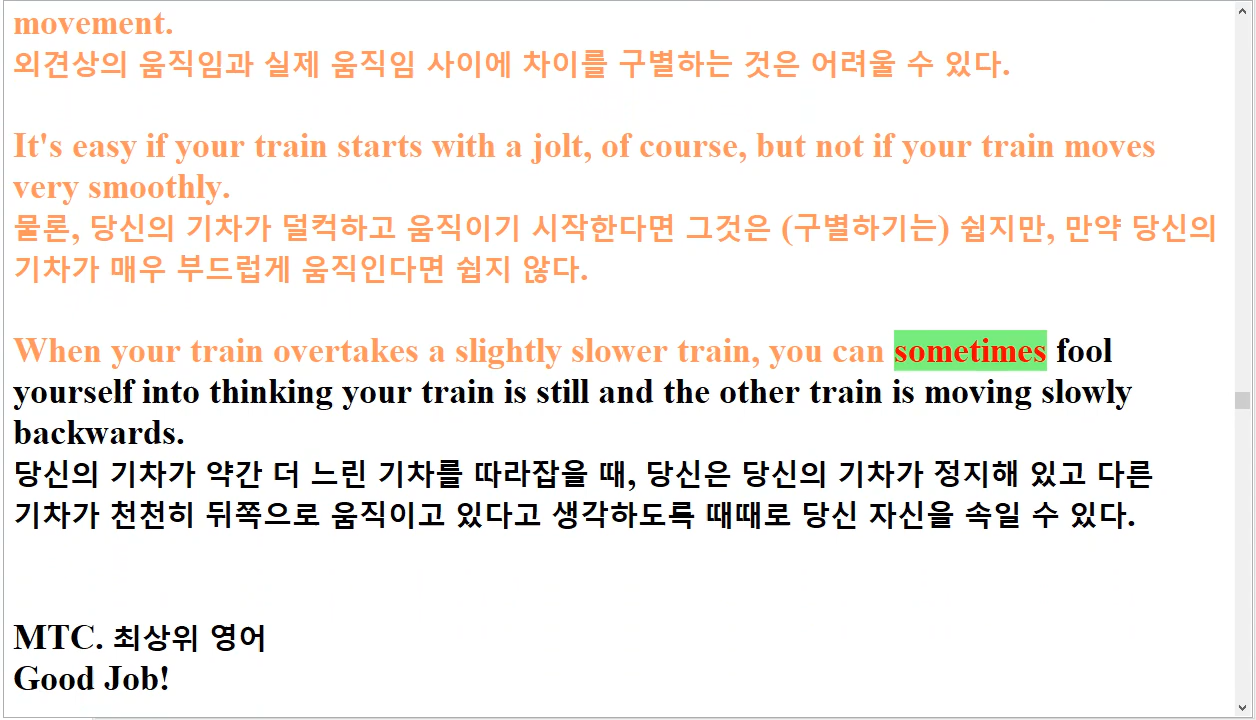 movement.
외견상의 움직임과 실제 움직임 사이에 차이를 구별하는 것은 어려울 수 있다.
It's easy if your train starts with a jolt, of course, but not if your train moves
very smoothly.
물론, 당신의 기차가 덜컥하고 움직이기 시작한다면 그것은 (구별하기는) 쉽지만, 만약 당신의
기차가 매우 부드럽게 움직인다면 쉽지 않다.
When your train overtakes a slightly slower train, you can sometimes fool
yourself into thinking your train is still and the other train is moving slowly
backwards.
당신의 기차가 약간 더 느린 기차를 따라잡을 때, 당신은 당신의 기차가 정지해 있고 다른
기차가 천천히 뒤쪽으로 움직이고 있다고 생각하도록 때때로 당신 자신을 속일 수 있다.
MTC. 최상위 영어
Good Job!